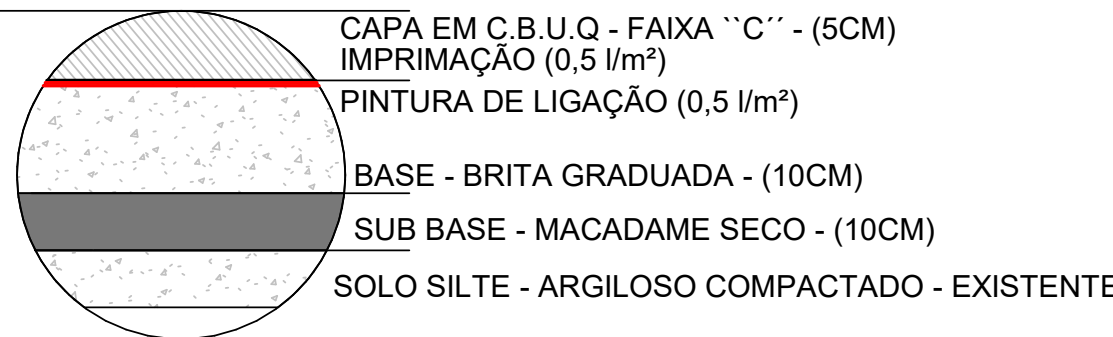 CAPA EM C.B.U.Q - FAIXA ``C´´ - (5CM)
IMPRIMAÇÃO (0,5 l/m²)
PINTURA DE LIGAÇÃO (0,5 l/m²)
BASE - BRITA GRADUADA - (10CM)
SUB BASE - MACADAME SECO - (10CM)
SOLO SILTE - ARGILOSO COMPACTADO - EXISTENTE